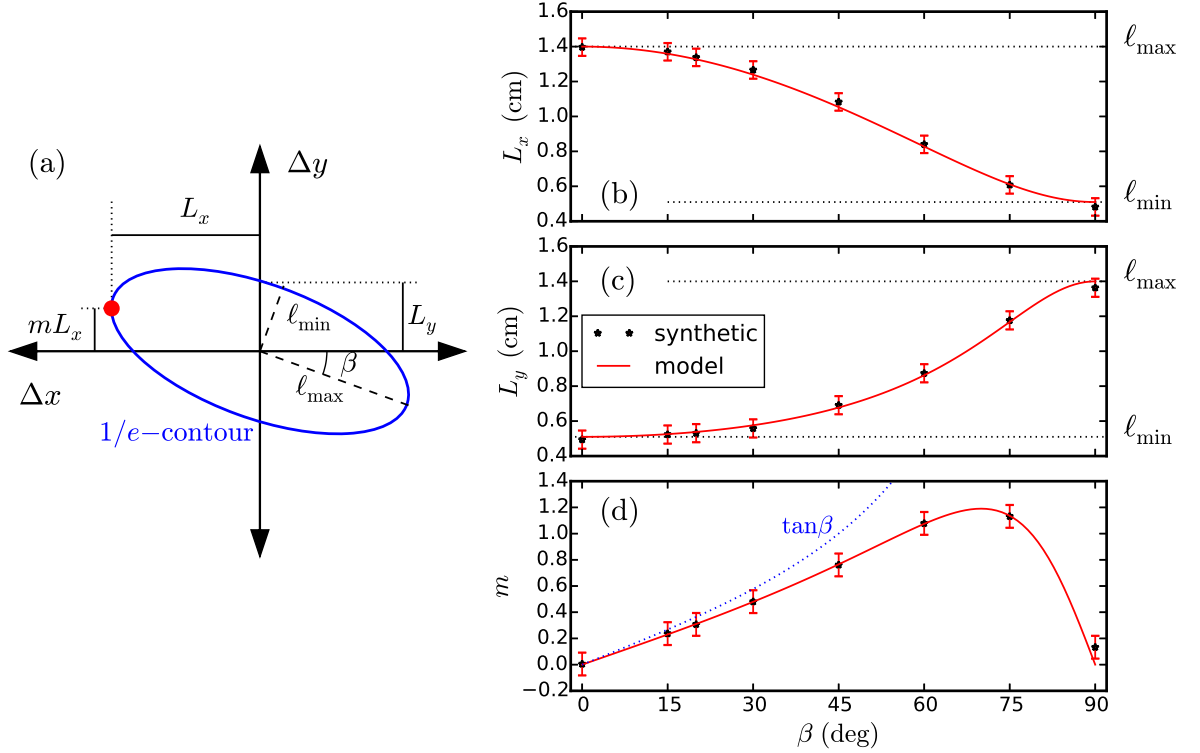 (a)
Δy
L_x
mL_x
ℓ_min
L_y
β
ℓ_max
Δx
1/e−contour
1.6
1.4
1.2
1.0
0.8
0.6
0.4
L_x (cm)
(b)
ℓ_max
ℓ_min
1.6
1.4
1.2
1.0
0.8
0.6
0.4
L_y (cm)
(c)
synthetic
model
ℓ_max
ℓ_min
1.4
1.2
1.0
0.8
0.6
0.4
0.2
0.0
−0.2
m
(d)
tanβ
0 15 30 45 60 75 90
β (deg)